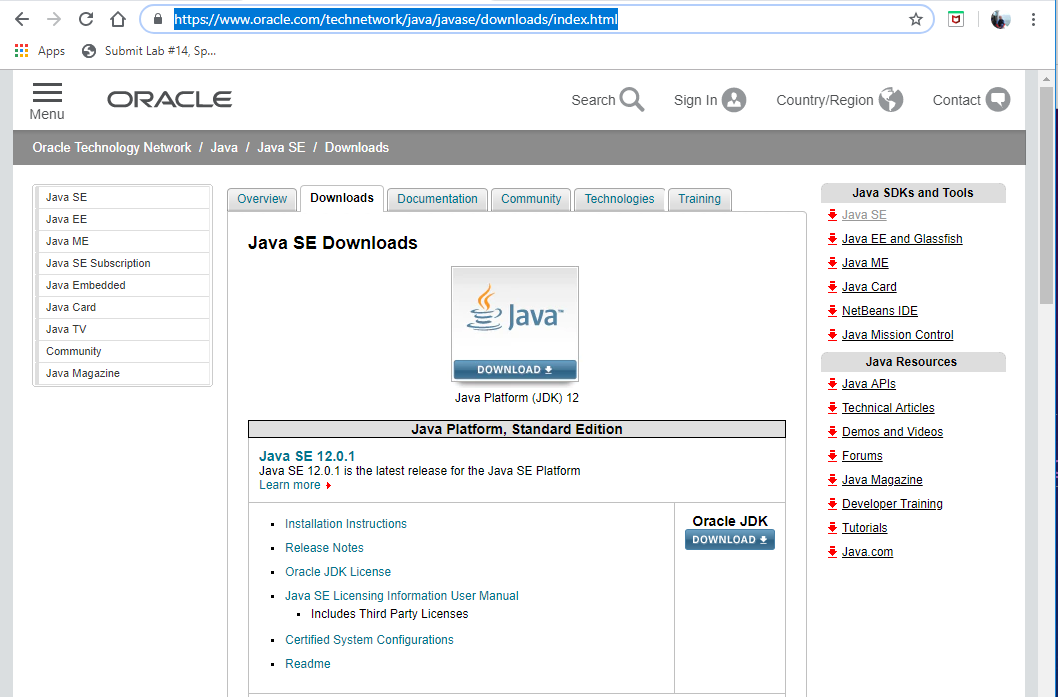 https://www.oracle.com/technetwork/java/javase/downloads/index.html
Apps Submit Lab #14, Sp...
Menu
ORACLE
Search Sign In Country/Region Contact
Oracle Technology Network / Java / Java SE / Downloads
Java SE
Java EE
Java ME
Java SE Subscription
Java Embedded
Java Card
Java TV
Community
Java Magazine
Overview Downloads Documentation Community Technologies Training
Java SE Downloads
Java™
DOWNLOAD
Java Platform (JDK) 12
Java Platform, Standard Edition
Java SE 12.0.1
Java SE 12.0.1 is the latest release for the Java SE Platform
Learn more
Installation Instructions
Release Notes
Oracle JDK License
Java SE Licensing Information User Manual
Includes Third Party Licenses
Certified System Configurations
Readme
Oracle JDK
DOWNLOAD
Java SDKs and Tools
Java SE
Java EE and Glassfish
Java ME
Java Card
NetBeans IDE
Java Mission Control
Java Resources
Java APIs
Technical Articles
Demos and Videos
Forums
Java Magazine
Developer Training
Tutorials
Java.com